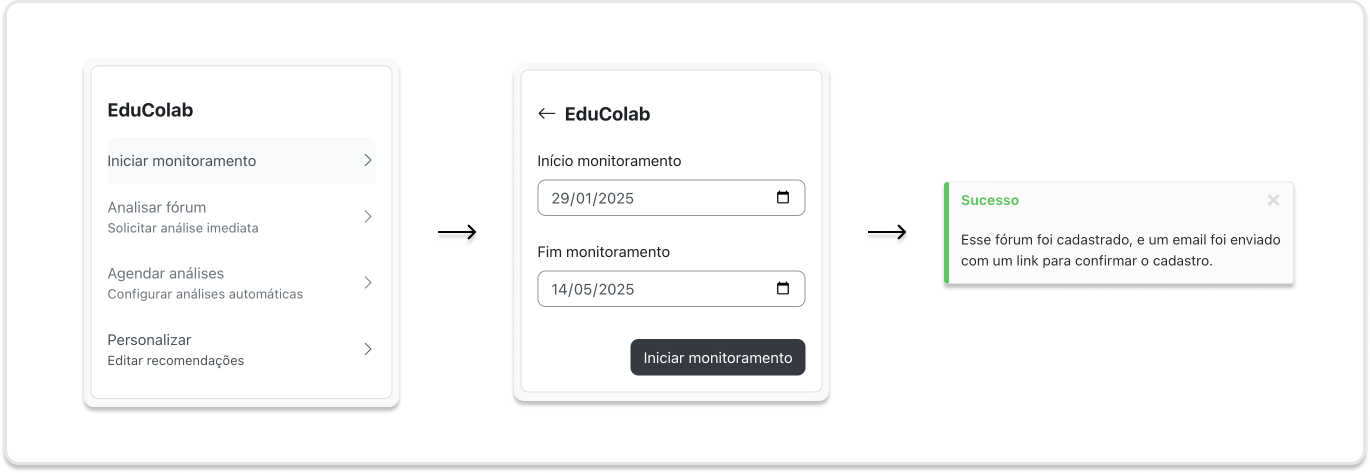 EduColab
Iniciar monitoramento
Analisar fórum
Solicitar análise imediata
Agendar análises
Configurar análises automáticas
Personalizar
Editar recomendações
EduColab
Início monitoramento
29/01/2025
Fim monitoramento
14/05/2025
Iniciar monitoramento
Sucesso
Esse fórum foi cadastrado, e um email foi enviado
com um link para confirmar o cadastro.